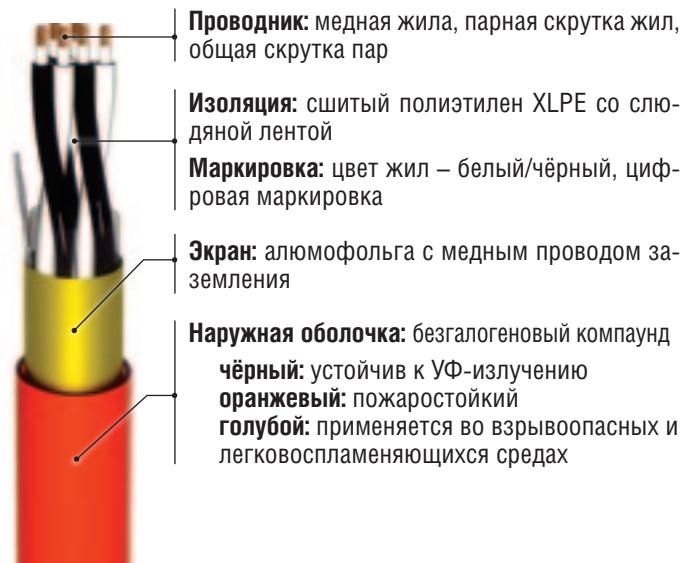 Проводник: медная жила, парная скрутка жил,
общая скрутка пар
Изоляция: сшитый полиэтилен XLPE со слю-
дяной лентой
Маркировка: цвет жил – белый/чёрный, циф-
ровая маркировка
Экран: алюмофольга с медным проводом за-
земления
Наружная оболочка: безгалогеновый компаунд
чёрный: устойчив к УФ-излучению
оранжевый: пожаростойкий
голубой: применяется во взрывоопасных и
легковоспламеняющихся средах